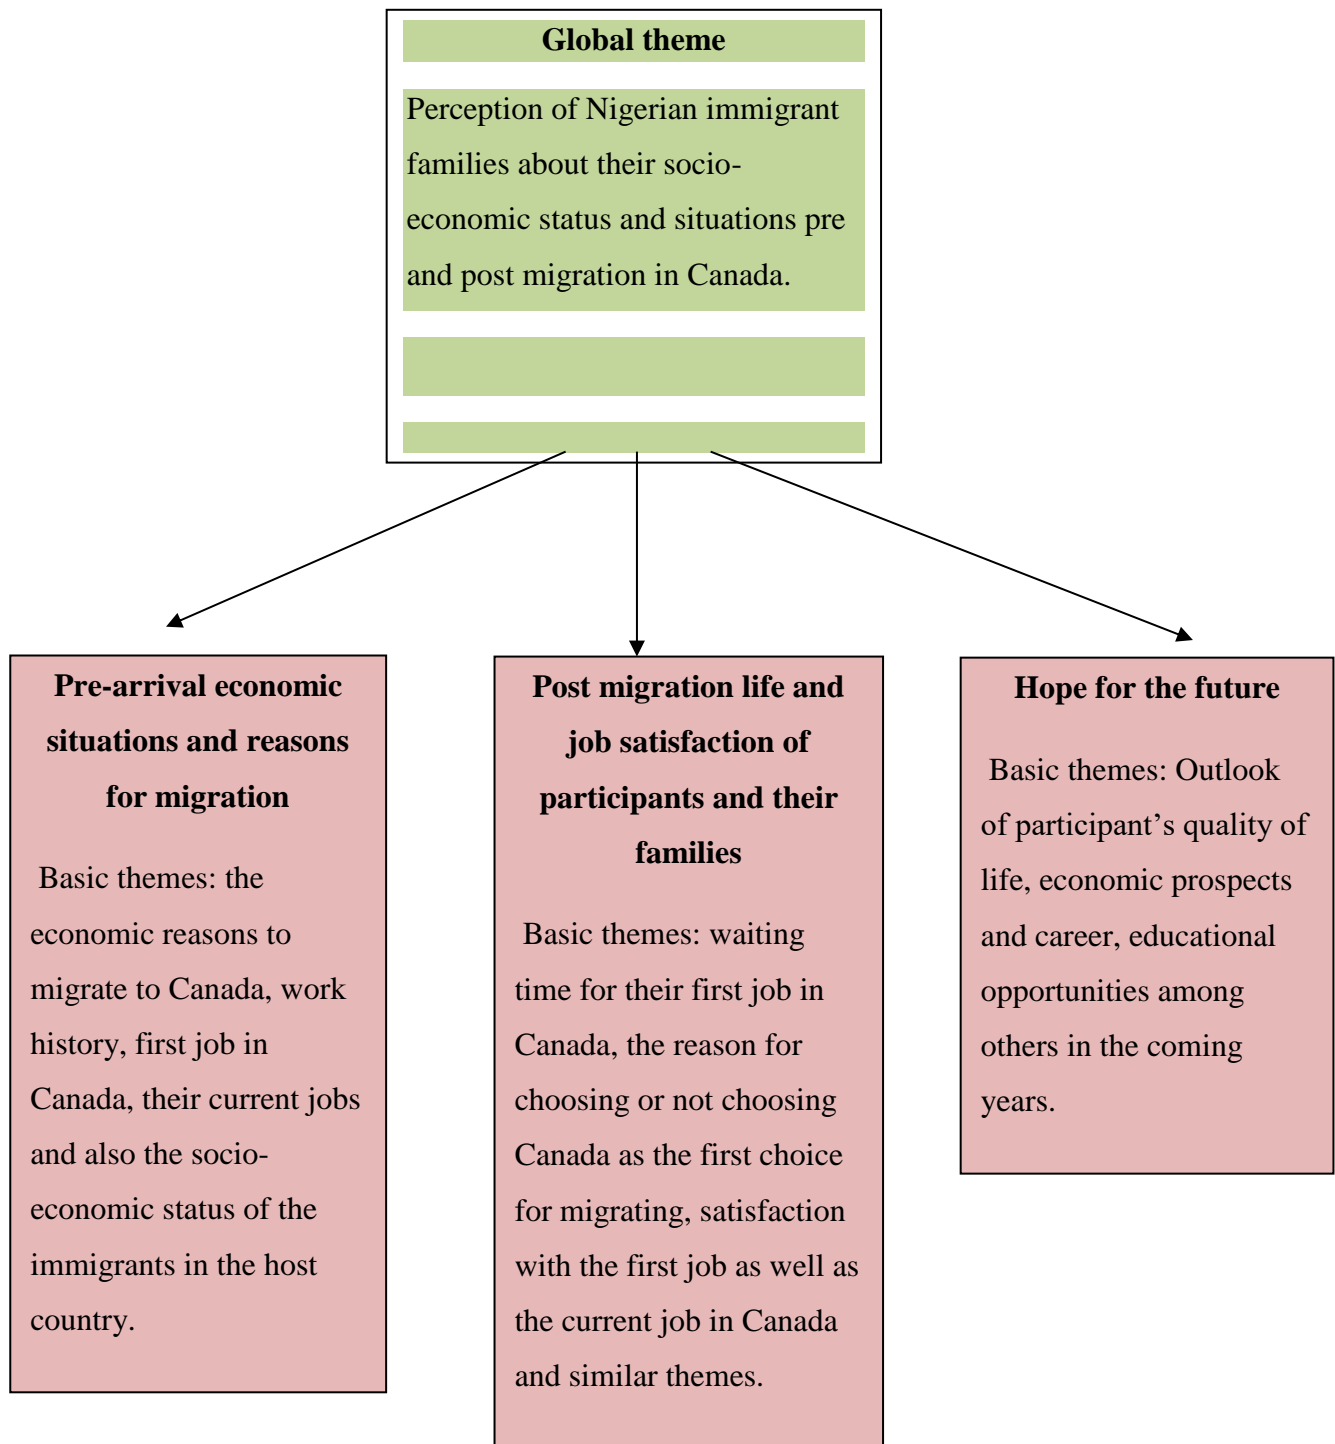 Global theme
Perception of Nigerian immigrant
families about their socio-
economic status and situations pre
and post migration in Canada.
Pre-arrival economic
situations and reasons
for migration
Basic themes: the
economic reasons to
migrate to Canada, work
history, first job in
Canada, their current jobs
and also the socio-
economic status of the
immigrants in the host
country.
Post migration life and
job satisfaction of
participants and their
families
Basic themes: waiting
time for their first job in
Canada, the reason for
choosing or not choosing
Canada as the first choice
for migrating, satisfaction
with the first job as well as
the current job in Canada
and similar themes.
Hope for the future
Basic themes: Outlook
of participant’s quality of
life, economic prospects
and career, educational
opportunities among
others in the coming
years.